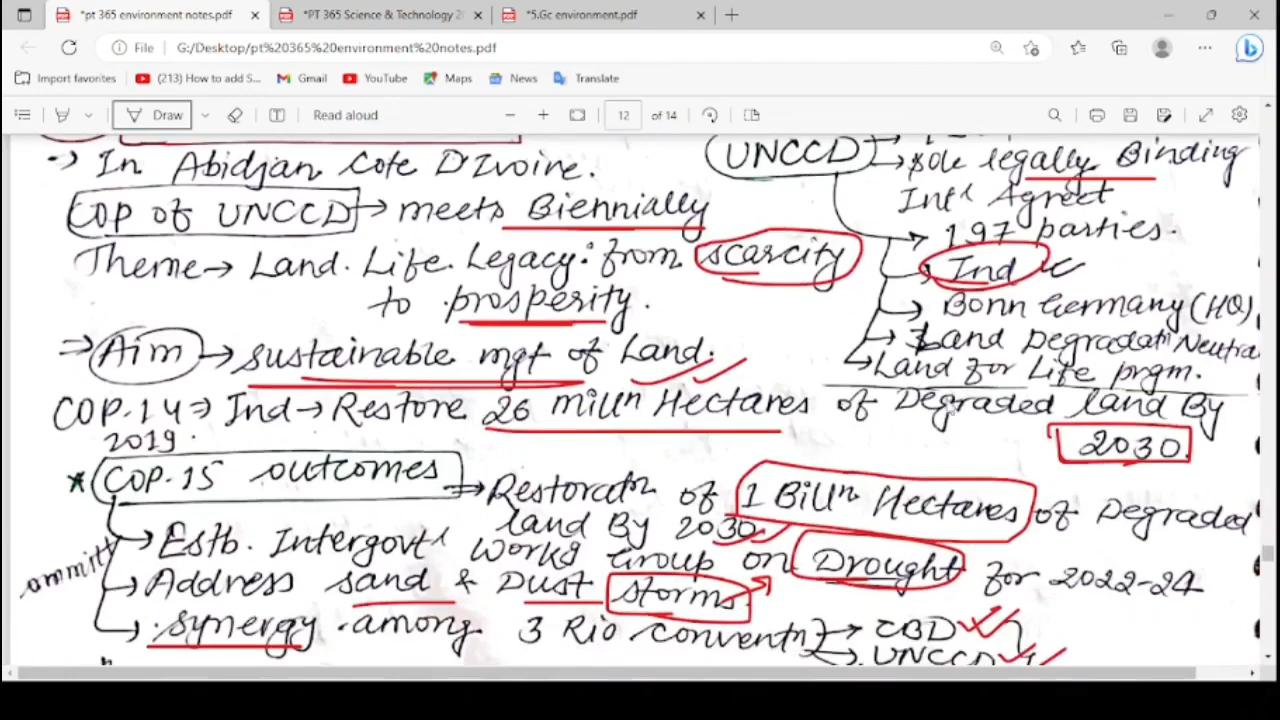 *pt 365 environment notes.pdf
*PT 365 Science & Technology 2
*5.Gc environment.pdf
File
G:/Desktop/pt%20365%20environment%20notes.pdf
Import favorites
(213) How to add S...
Gmail
YouTube
Maps
News
Translate
Draw
Read aloud
12 of 14
-> In Abidjan Cote D'Ivoire.
COP of UNCCD -> meets Biennially
Theme -> Land. Life. Legacy: from scarcity
to prosperity.
=> Aim -> sustainable mgt of Land.
UNCCD
-> sole legally Binding
Intl Agreet
-> 197 parties.
-> Ind
-> Bonn Germany (HQ)
-> Land Degradatn Neutra
-> Land for Life prgm.
COP-14 => Ind -> Restore 26 milln Hectares of Degraded land By
2019.
2030.
* COP-15 outcomes -> Restoratn of 1 Billn Hectares of Degraded
land By 2030
-> Estb. Intergovtl works Group on Drought for 2022-24
ommitt
-> Address sand & Dust storms.
-> synergy among 3 Rio conventn -> CBD
-> UNCCD